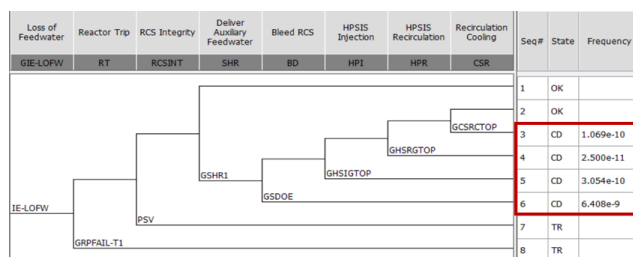 Loss of Feedwater Reactor Trip RCS Integrity Deliver Auxiliary Feedwater Bleed RCS HPSIS Injection HPSIS Recirculation Recirculation Cooling Seq# State Frequency
GIE-LOFW RT RCSINT SHR BD HPI HPR CSR
1 OK
2 OK
GCSRCTOP 3 CD 1.069e-10
GHSRGTOP 4 CD 2.500e-11
GSHR1 GHSIGTOP 5 CD 3.054e-10
GSDOE 6 CD 6.408e-9
IE-LOFW
PSV 7 TR
GRPFAIL-T1 8 TR